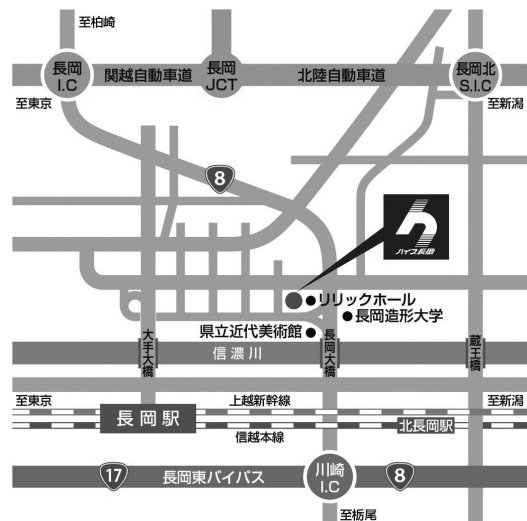 至柏崎
長岡
I.C
関越自動車道
長岡
JCT
北陸自動車道
長岡北
S.I.C
至東京
至新潟
8
ハイブ長岡
リリックホール
長岡造形大学
県立近代美術館
大手大橋
信濃川
長岡大橋
蔵王橋
至東京
上越新幹線
至新潟
長岡駅
信越本線
北長岡駅
17
長岡東バイパス
川崎
I.C
8
至栃尾